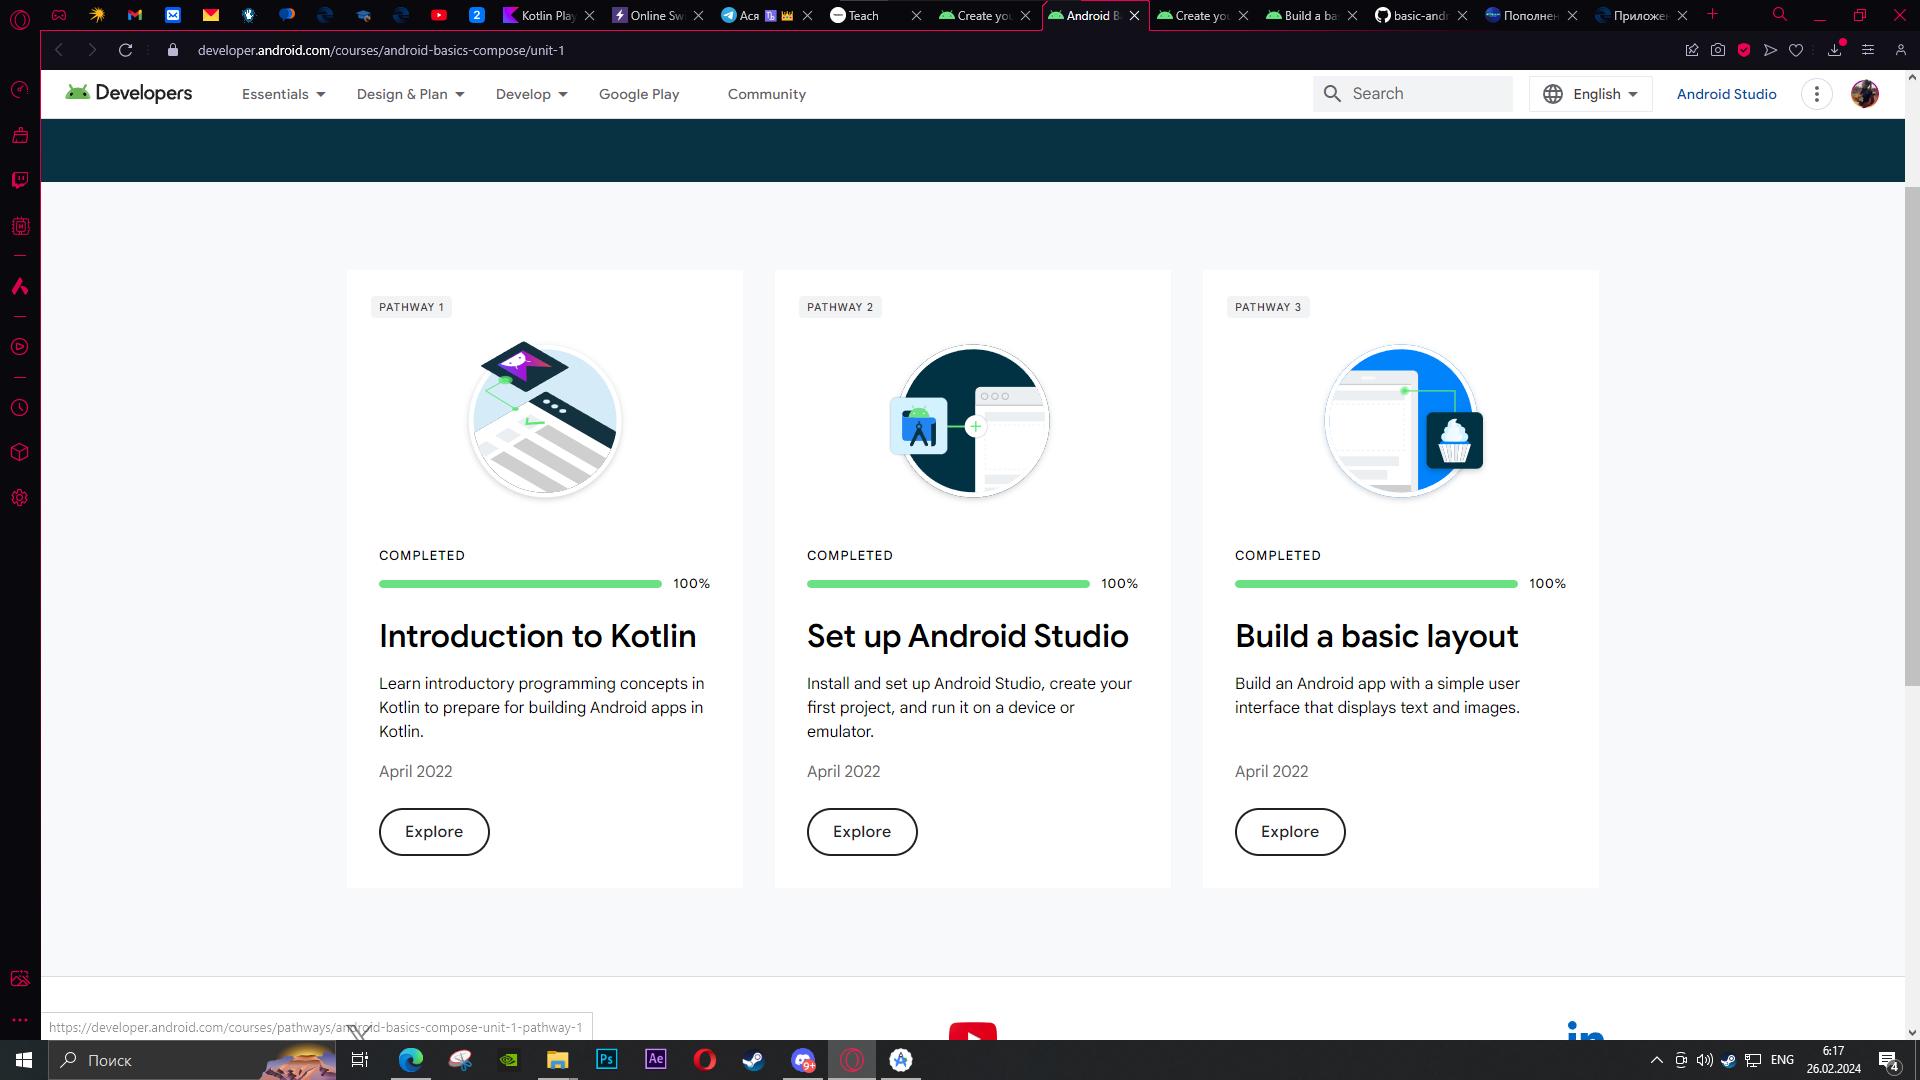 2
Kotlin Play
Online Sw
Ася
Teach
Create you
Android B
Create you
Build a ba
basic-andr
Пополнен
Приложен
developer.android.com/courses/android-basics-compose/unit-1
Developers
Essentials
Design & Plan
Develop
Google Play
Community
Search
English
Android Studio
PATHWAY 1
PATHWAY 2
PATHWAY 3
COMPLETED
COMPLETED
COMPLETED
100%
100%
100%
Introduction to Kotlin
Learn introductory programming concepts in
Kotlin to prepare for building Android apps in
Kotlin.
April 2022
Explore
Set up Android Studio
Install and set up Android Studio, create your
first project, and run it on a device or
emulator.
April 2022
Explore
Build a basic layout
Build an Android app with a simple user
interface that displays text and images.
April 2022
Explore
https://developer.android.com/courses/pathways/android-basics-compose-unit-1-pathway-1
in
Поиск
Ps
Ae
9+
ENG
6:17
26.02.2024
4